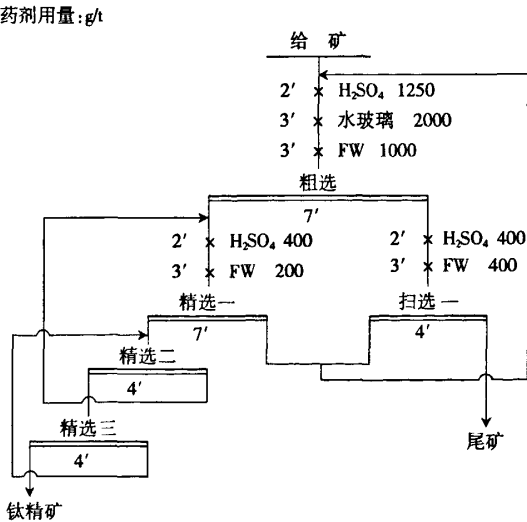 药剂用量:g/t
给 矿
2′ H₂SO₄ 1250
3′ 水玻璃 2000
3′ FW 1000
粗选
7′
2′ H₂SO₄ 400
3′ FW 200
2′ H₂SO₄ 400
3′ FW 400
精选一
7′
扫选一
4′
精选二
4′
尾矿
精选三
4′
钛精矿